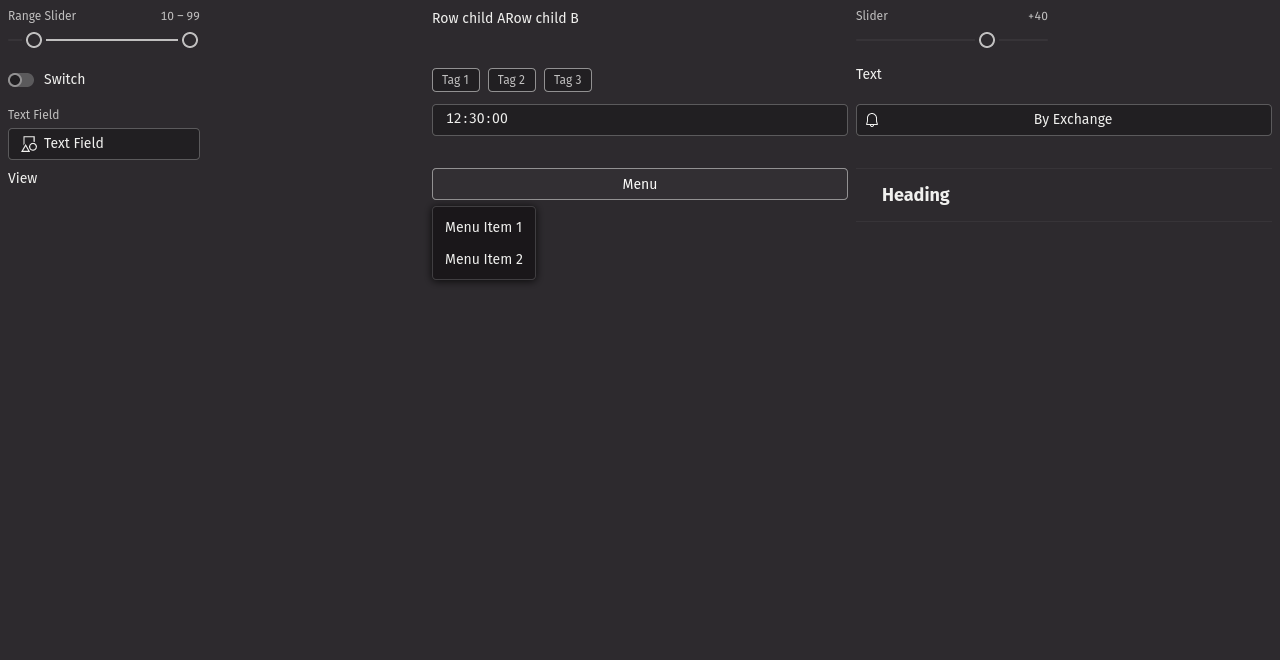 Range Slider 10 – 99
Switch
Text Field
Text Field
View
Row child ARow child B
Tag 1 Tag 2 Tag 3
12:30:00
Menu
Menu Item 1
Menu Item 2
Slider +40
Text
By Exchange
Heading